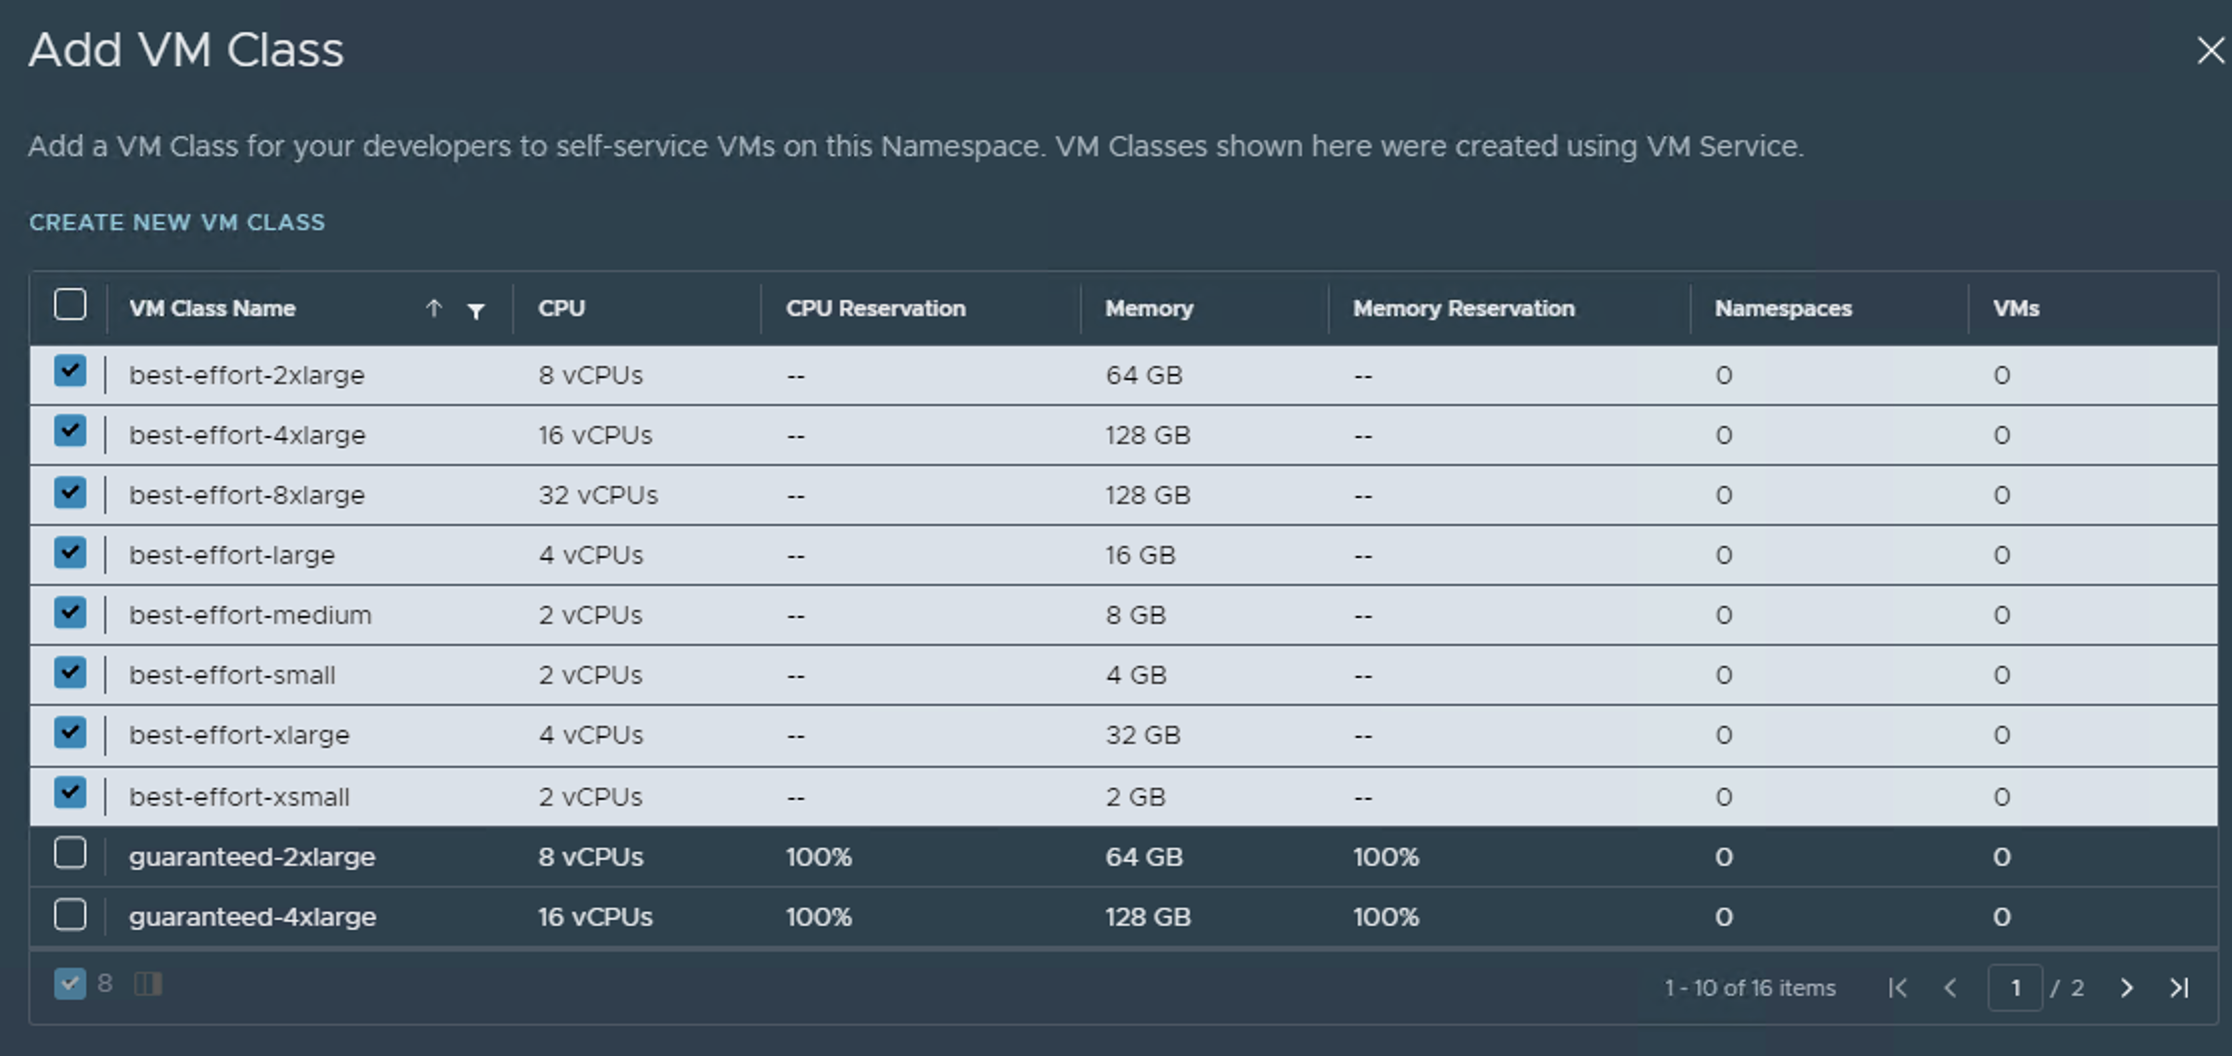 Add VM Class
Add a VM Class for your developers to self-service VMs on this Namespace. VM Classes shown here were created using VM Service.
CREATE NEW VM CLASS
VM Class Name CPU CPU Reservation Memory Memory Reservation Namespaces VMs
best-effort-2xlarge 8 vCPUs -- 64 GB -- 0 0
best-effort-4xlarge 16 vCPUs -- 128 GB -- 0 0
best-effort-8xlarge 32 vCPUs -- 128 GB -- 0 0
best-effort-large 4 vCPUs -- 16 GB -- 0 0
best-effort-medium 2 vCPUs -- 8 GB -- 0 0
best-effort-small 2 vCPUs -- 4 GB -- 0 0
best-effort-xlarge 4 vCPUs -- 32 GB -- 0 0
best-effort-xsmall 2 vCPUs -- 2 GB -- 0 0
guaranteed-2xlarge 8 vCPUs 100% 64 GB 100% 0 0
guaranteed-4xlarge 16 vCPUs 100% 128 GB 100% 0 0
8 1 - 10 of 16 items 1 / 2